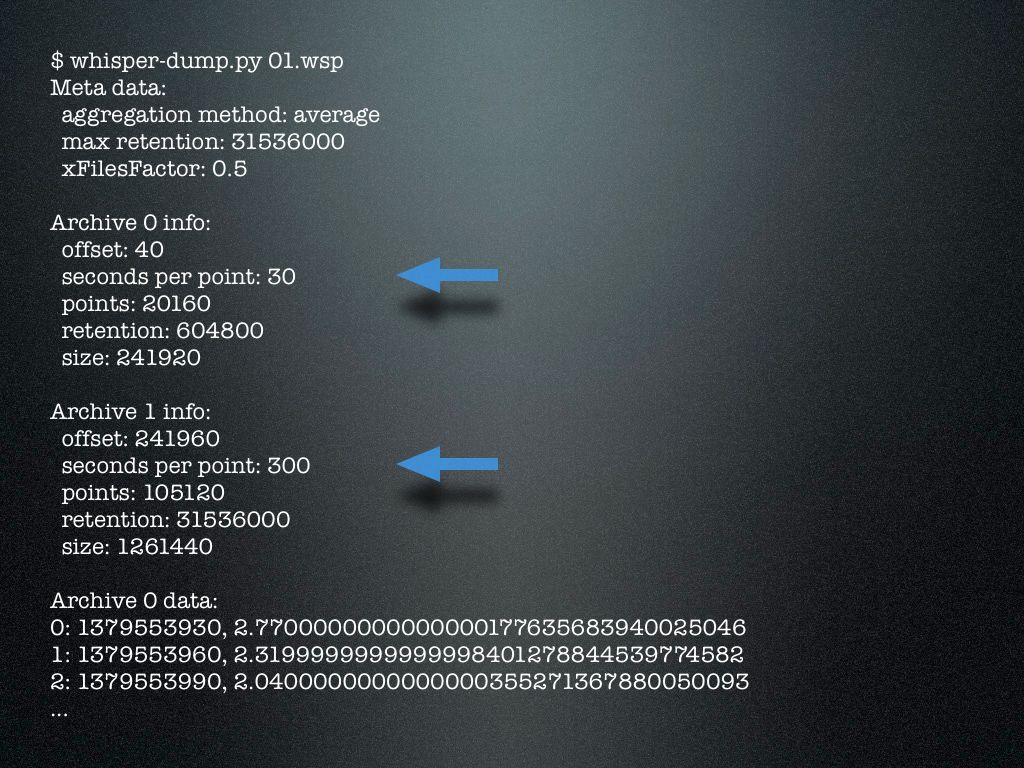 $ whisper-dump.py 01.wsp
Meta data:
aggregation method: average
max retention: 31536000
xFilesFactor: 0.5
Archive 0 info:
offset: 40
seconds per point: 30
points: 20160
retention: 604800
size: 241920
Archive 1 info:
offset: 241960
seconds per point: 300
points: 105120
retention: 31536000
size: 1261440
Archive 0 data:
0: 1379553930, 2.770000000000000017763568394002504​6
1: 1379553960, 2.3199999999999998401278844539774582
2: 1379553990, 2.0400000000000000355271367880050093
...